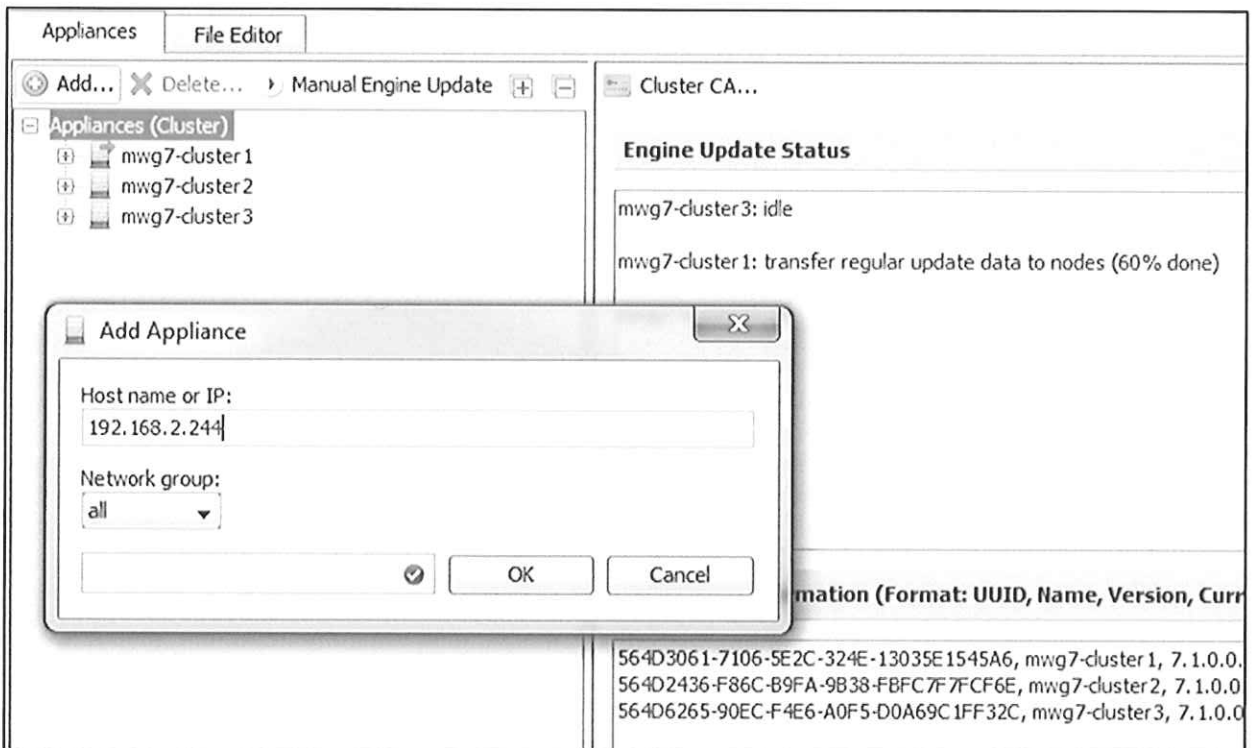 Appliances File Editor
Add... Delete... Manual Engine Update
Appliances (Cluster)
mwg7-cluster1
mwg7-cluster2
mwg7-cluster3
Cluster CA...
Engine Update Status
mwg7-cluster3: idle
mwg7-cluster1: transfer regular update data to nodes (60% done)
Add Appliance
Host name or IP:
192.168.2.244
Network group:
all
OK Cancel
mation (Format: UUID, Name, Version, Curr
564D3061-7106-5E2C-324E-13035E1545A6, mwg7-cluster1, 7.1.0.0.
564D2436-F86C-B9FA-9B38-FBFC7F7FCF6E, mwg7-cluster2, 7.1.0.0
564D6265-90EC-F4E6-A0F5-D0A69C1FF32C, mwg7-cluster3, 7.1.0.0